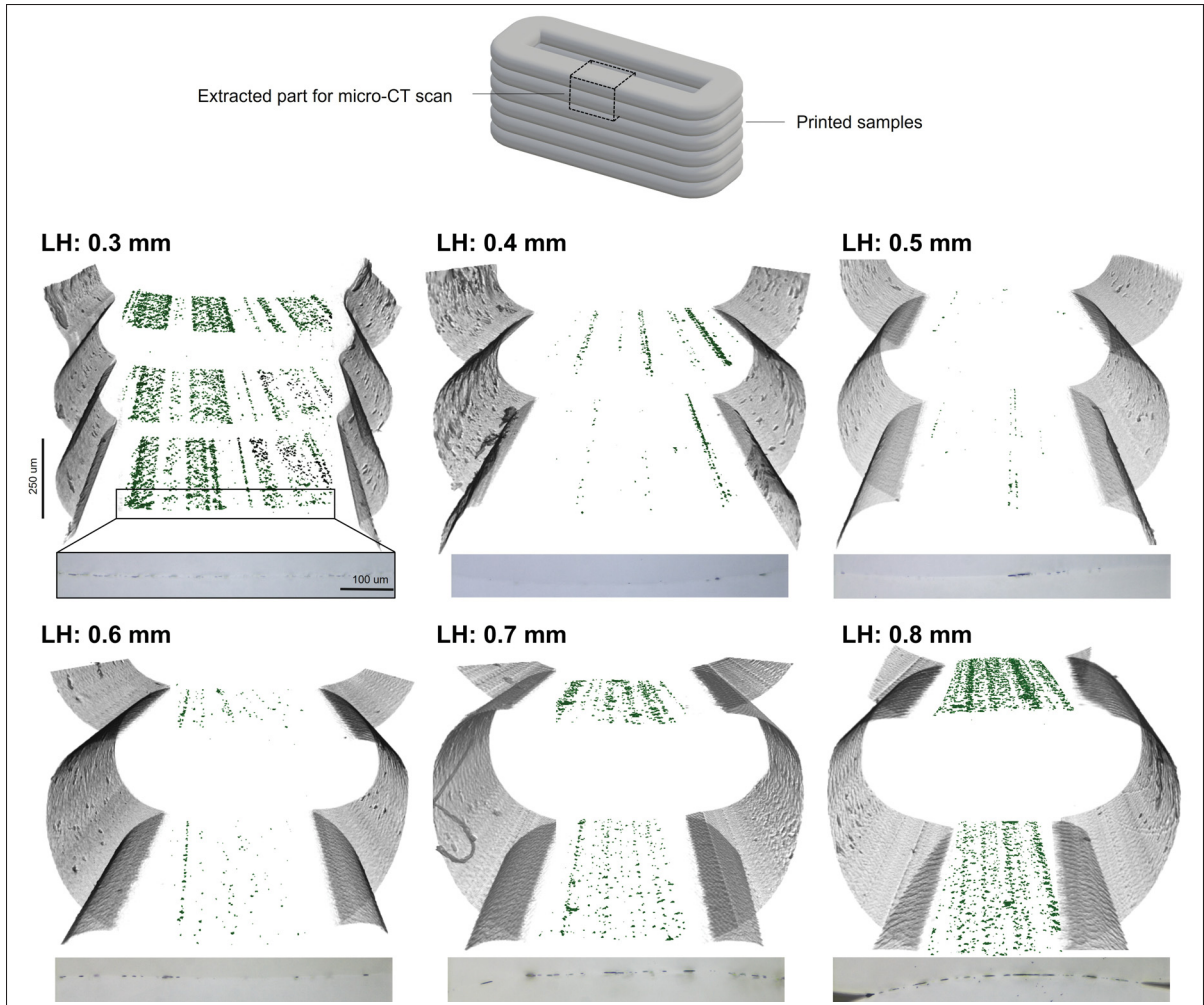 Extracted part for micro-CT scan
Printed samples
LH: 0.3 mm
LH: 0.4 mm
LH: 0.5 mm
250 um
100 um
LH: 0.6 mm
LH: 0.7 mm
LH: 0.8 mm